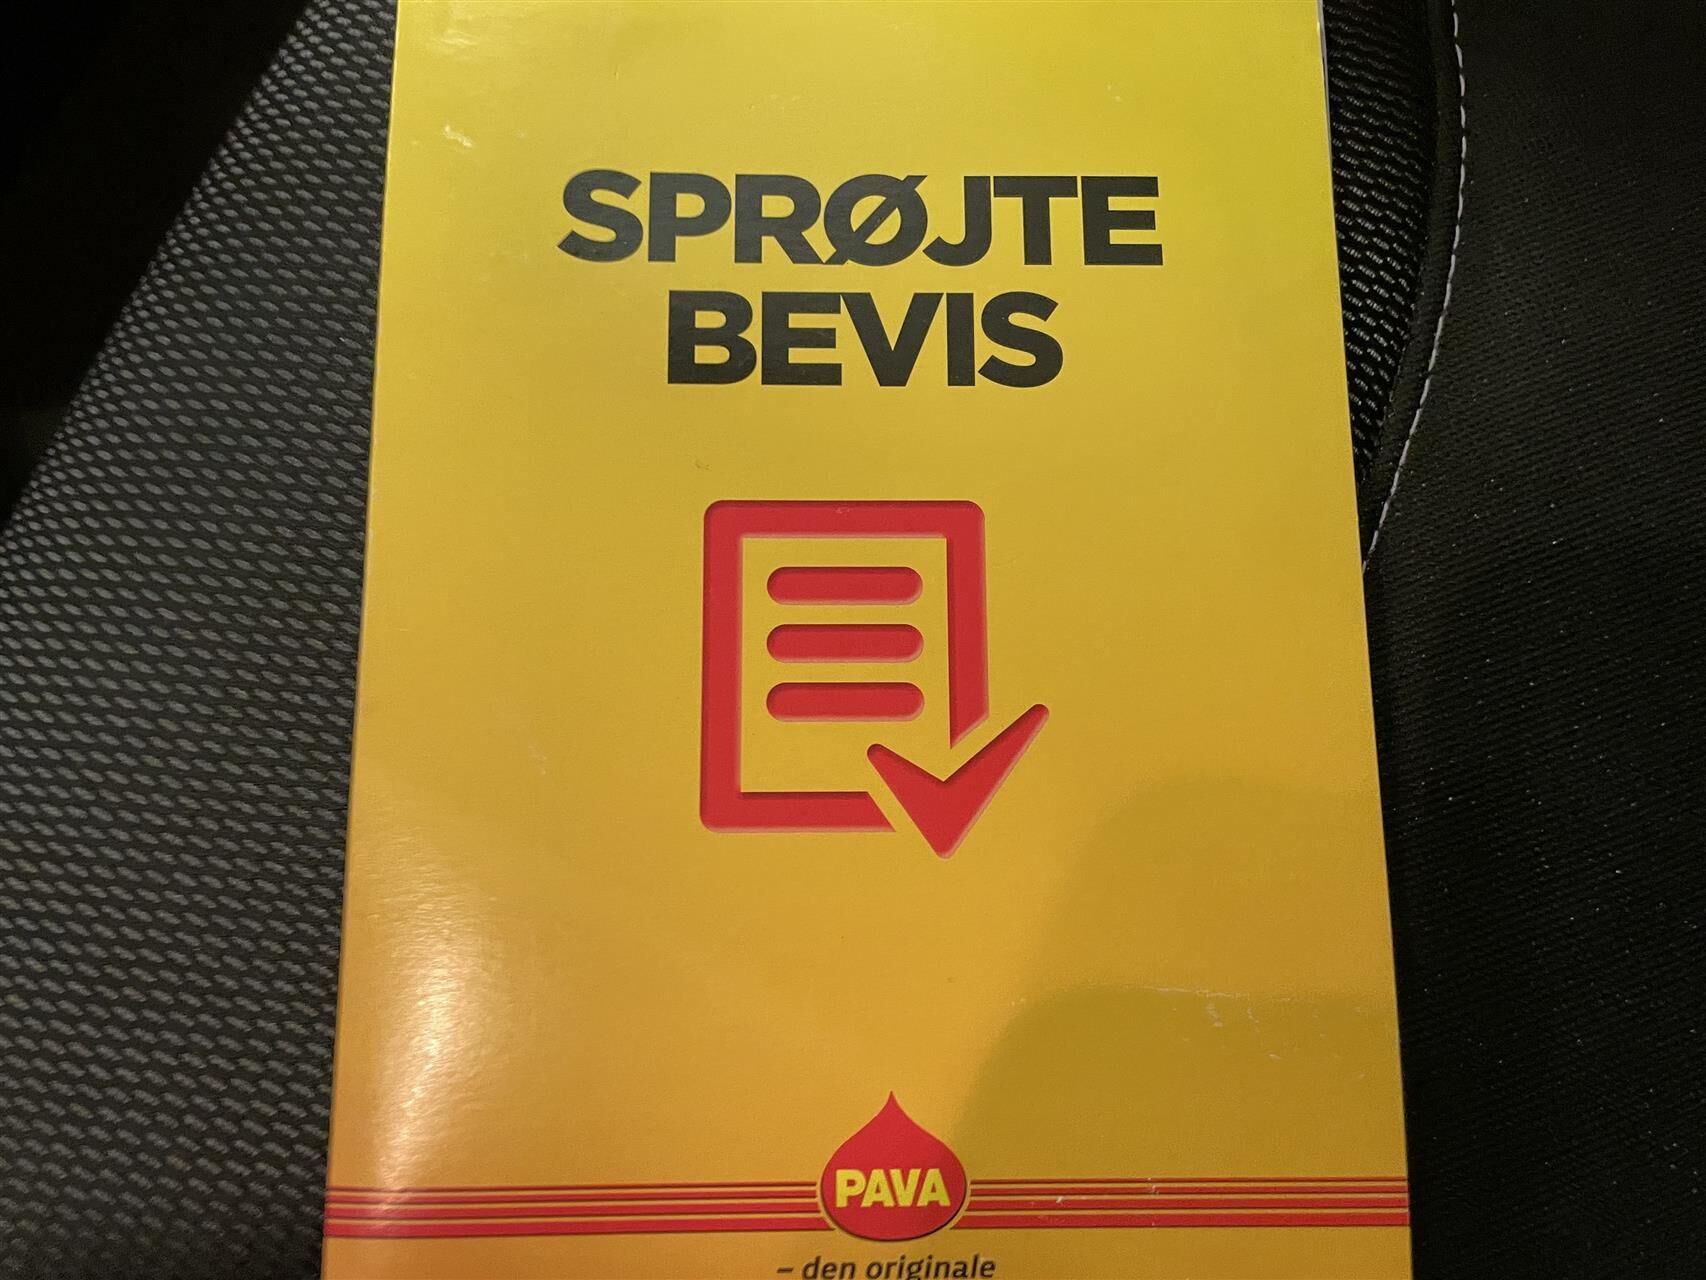 SPRØJTE
BEVIS
PAVA
– den originale